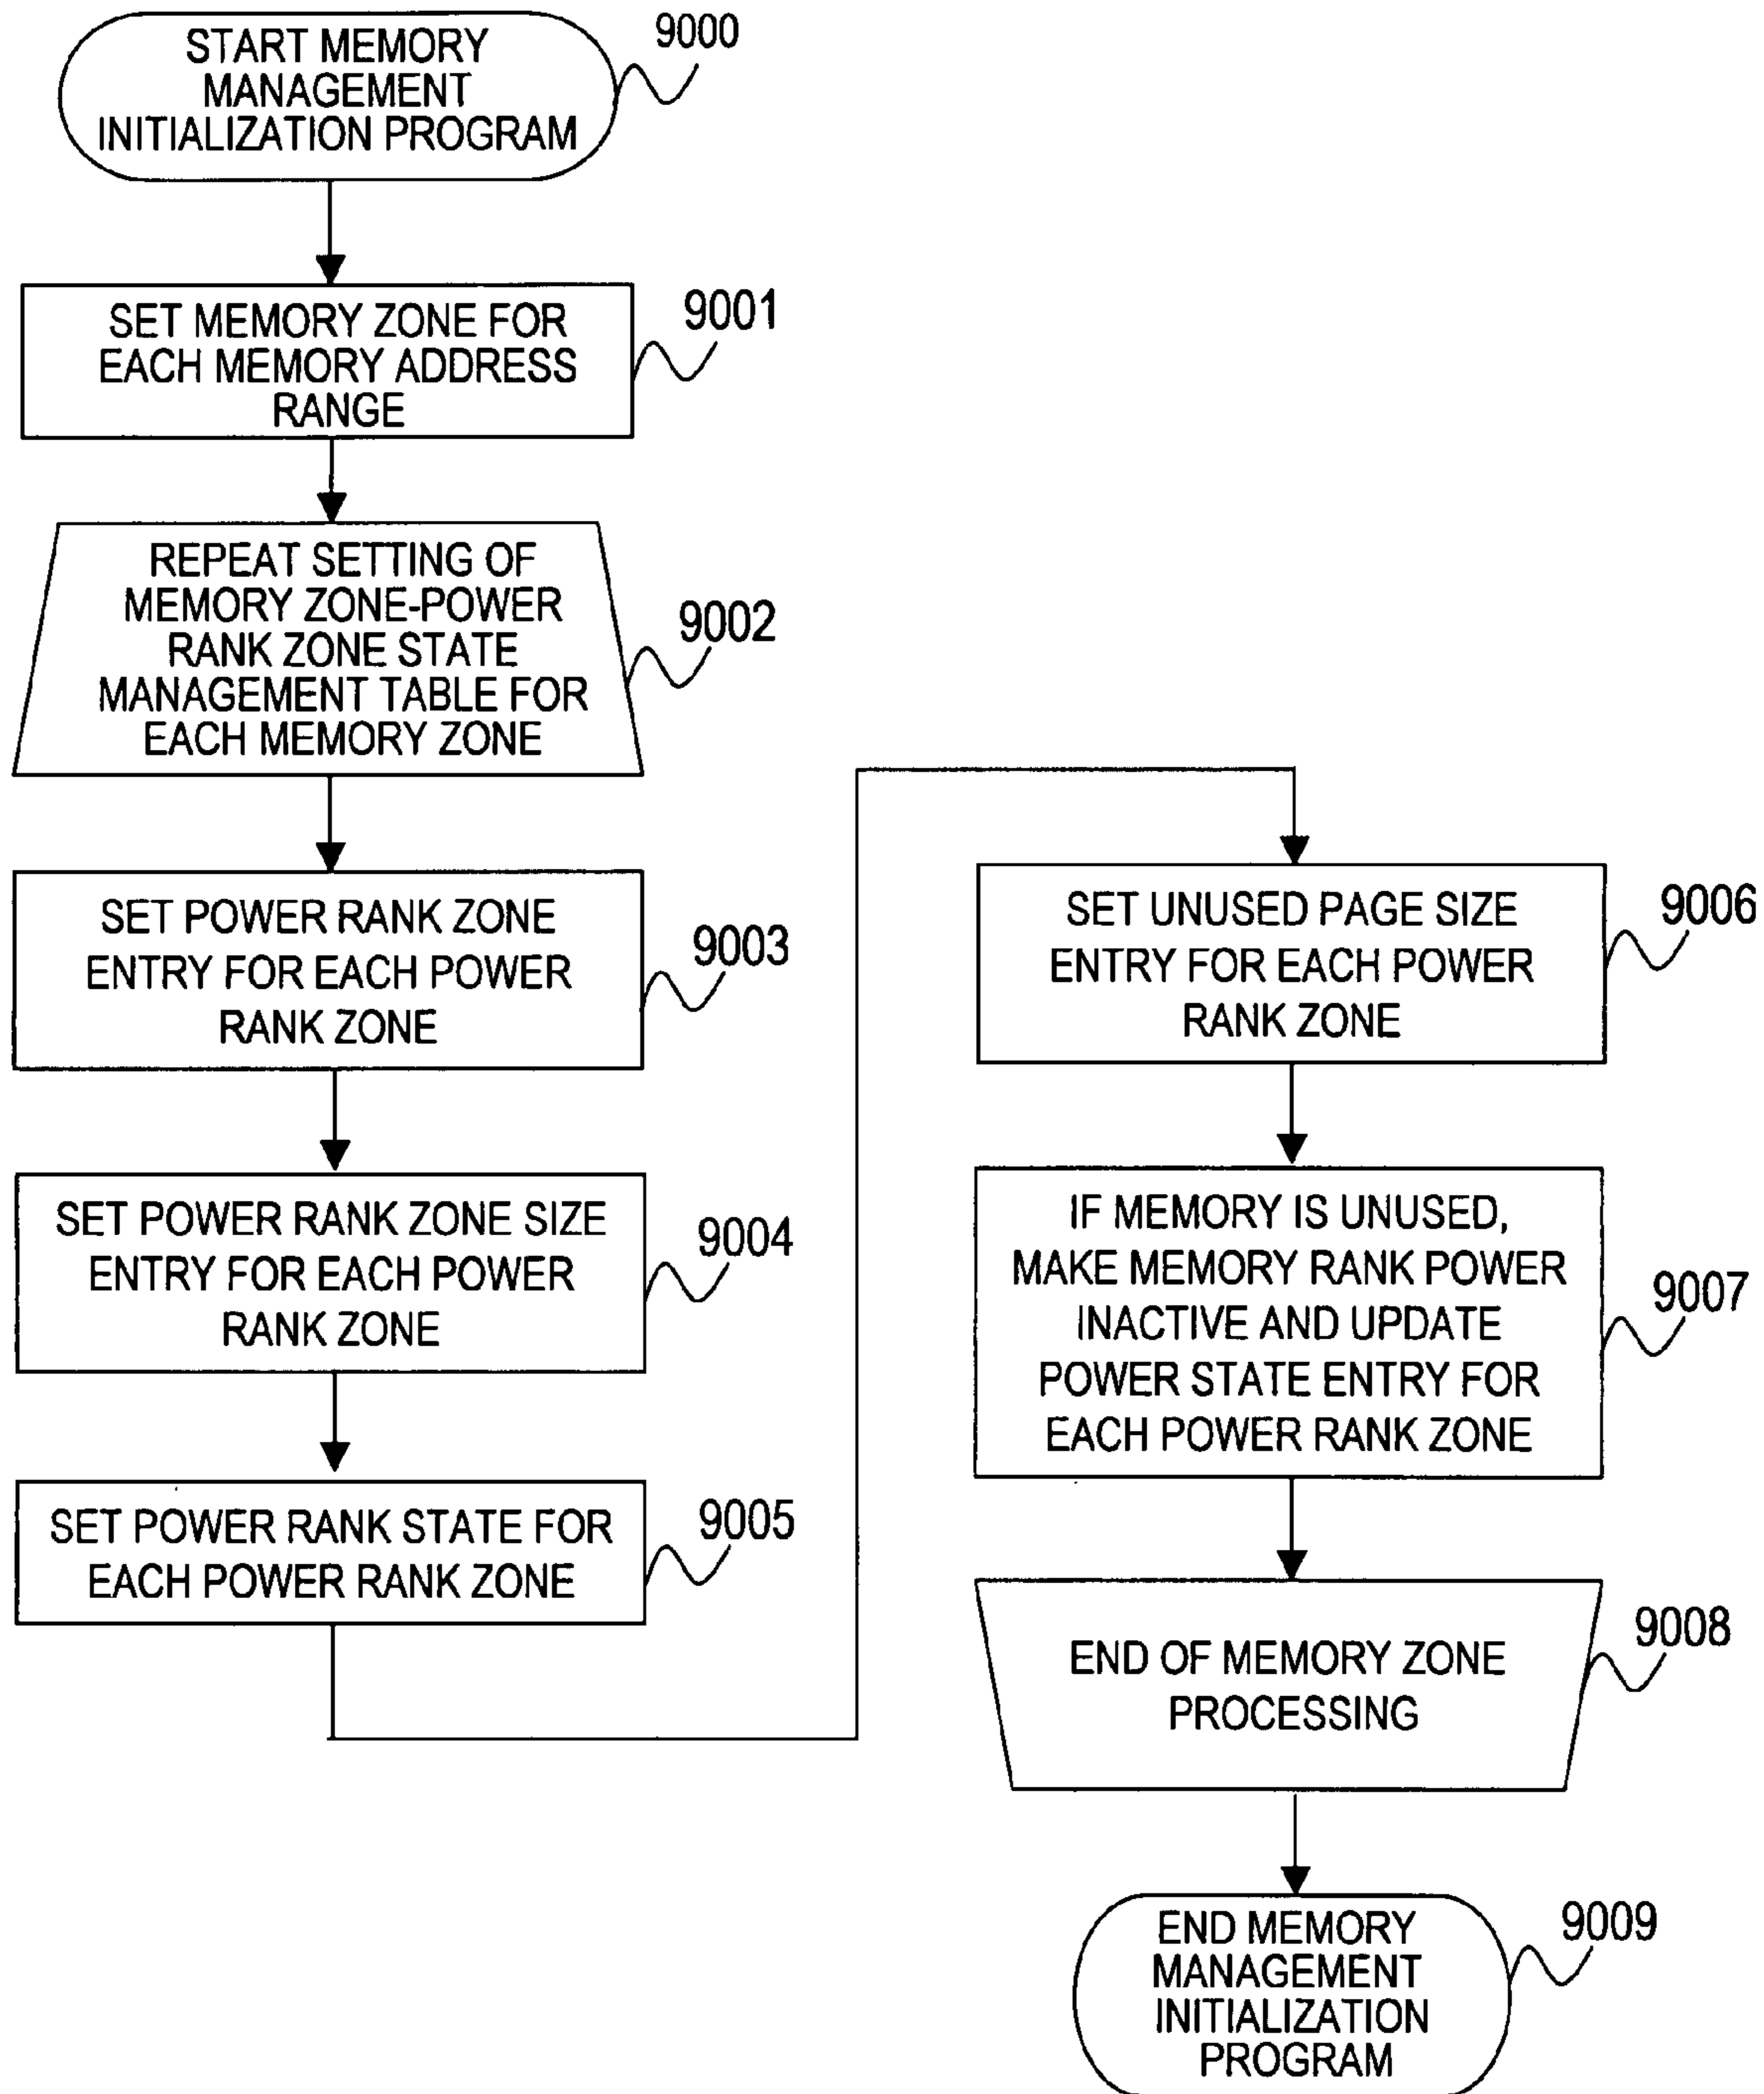 START MEMORY
MANAGEMENT
INITIALIZATION PROGRAM
9000
SET MEMORY ZONE FOR
EACH MEMORY ADDRESS
RANGE
9001
REPEAT SETTING OF
MEMORY ZONE-POWER
RANK ZONE STATE
MANAGEMENT TABLE FOR
EACH MEMORY ZONE
9002
SET POWER RANK ZONE
ENTRY FOR EACH POWER
RANK ZONE
9003
SET POWER RANK ZONE SIZE
ENTRY FOR EACH POWER
RANK ZONE
9004
SET POWER RANK STATE FOR
EACH POWER RANK ZONE
9005
SET UNUSED PAGE SIZE
ENTRY FOR EACH POWER
RANK ZONE
9006
IF MEMORY IS UNUSED,
MAKE MEMORY RANK POWER
INACTIVE AND UPDATE
POWER STATE ENTRY FOR
EACH POWER RANK ZONE
9007
END OF MEMORY ZONE
PROCESSING
9008
END MEMORY
MANAGEMENT
INITIALIZATION
PROGRAM
9009